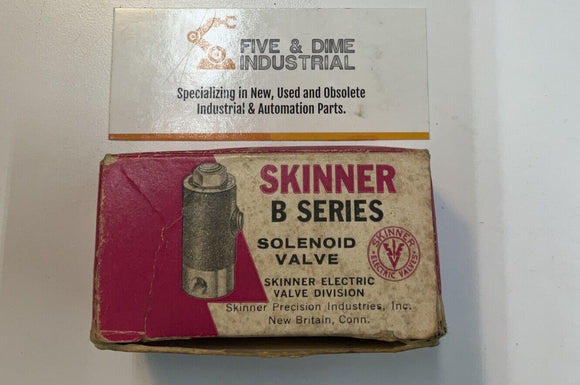 FIVE & DIME
INDUSTRIAL
Specializing in New, Used and Obsolete
Industrial & Automation Parts.
SKINNER
B SERIES
SOLENOID
VALVE
SKINNER ELECTRIC
VALVE DIVISION
Skinner Precision Industries, Inc.
New Britain, Conn.
SKINNER
ELECTRIC VALVES